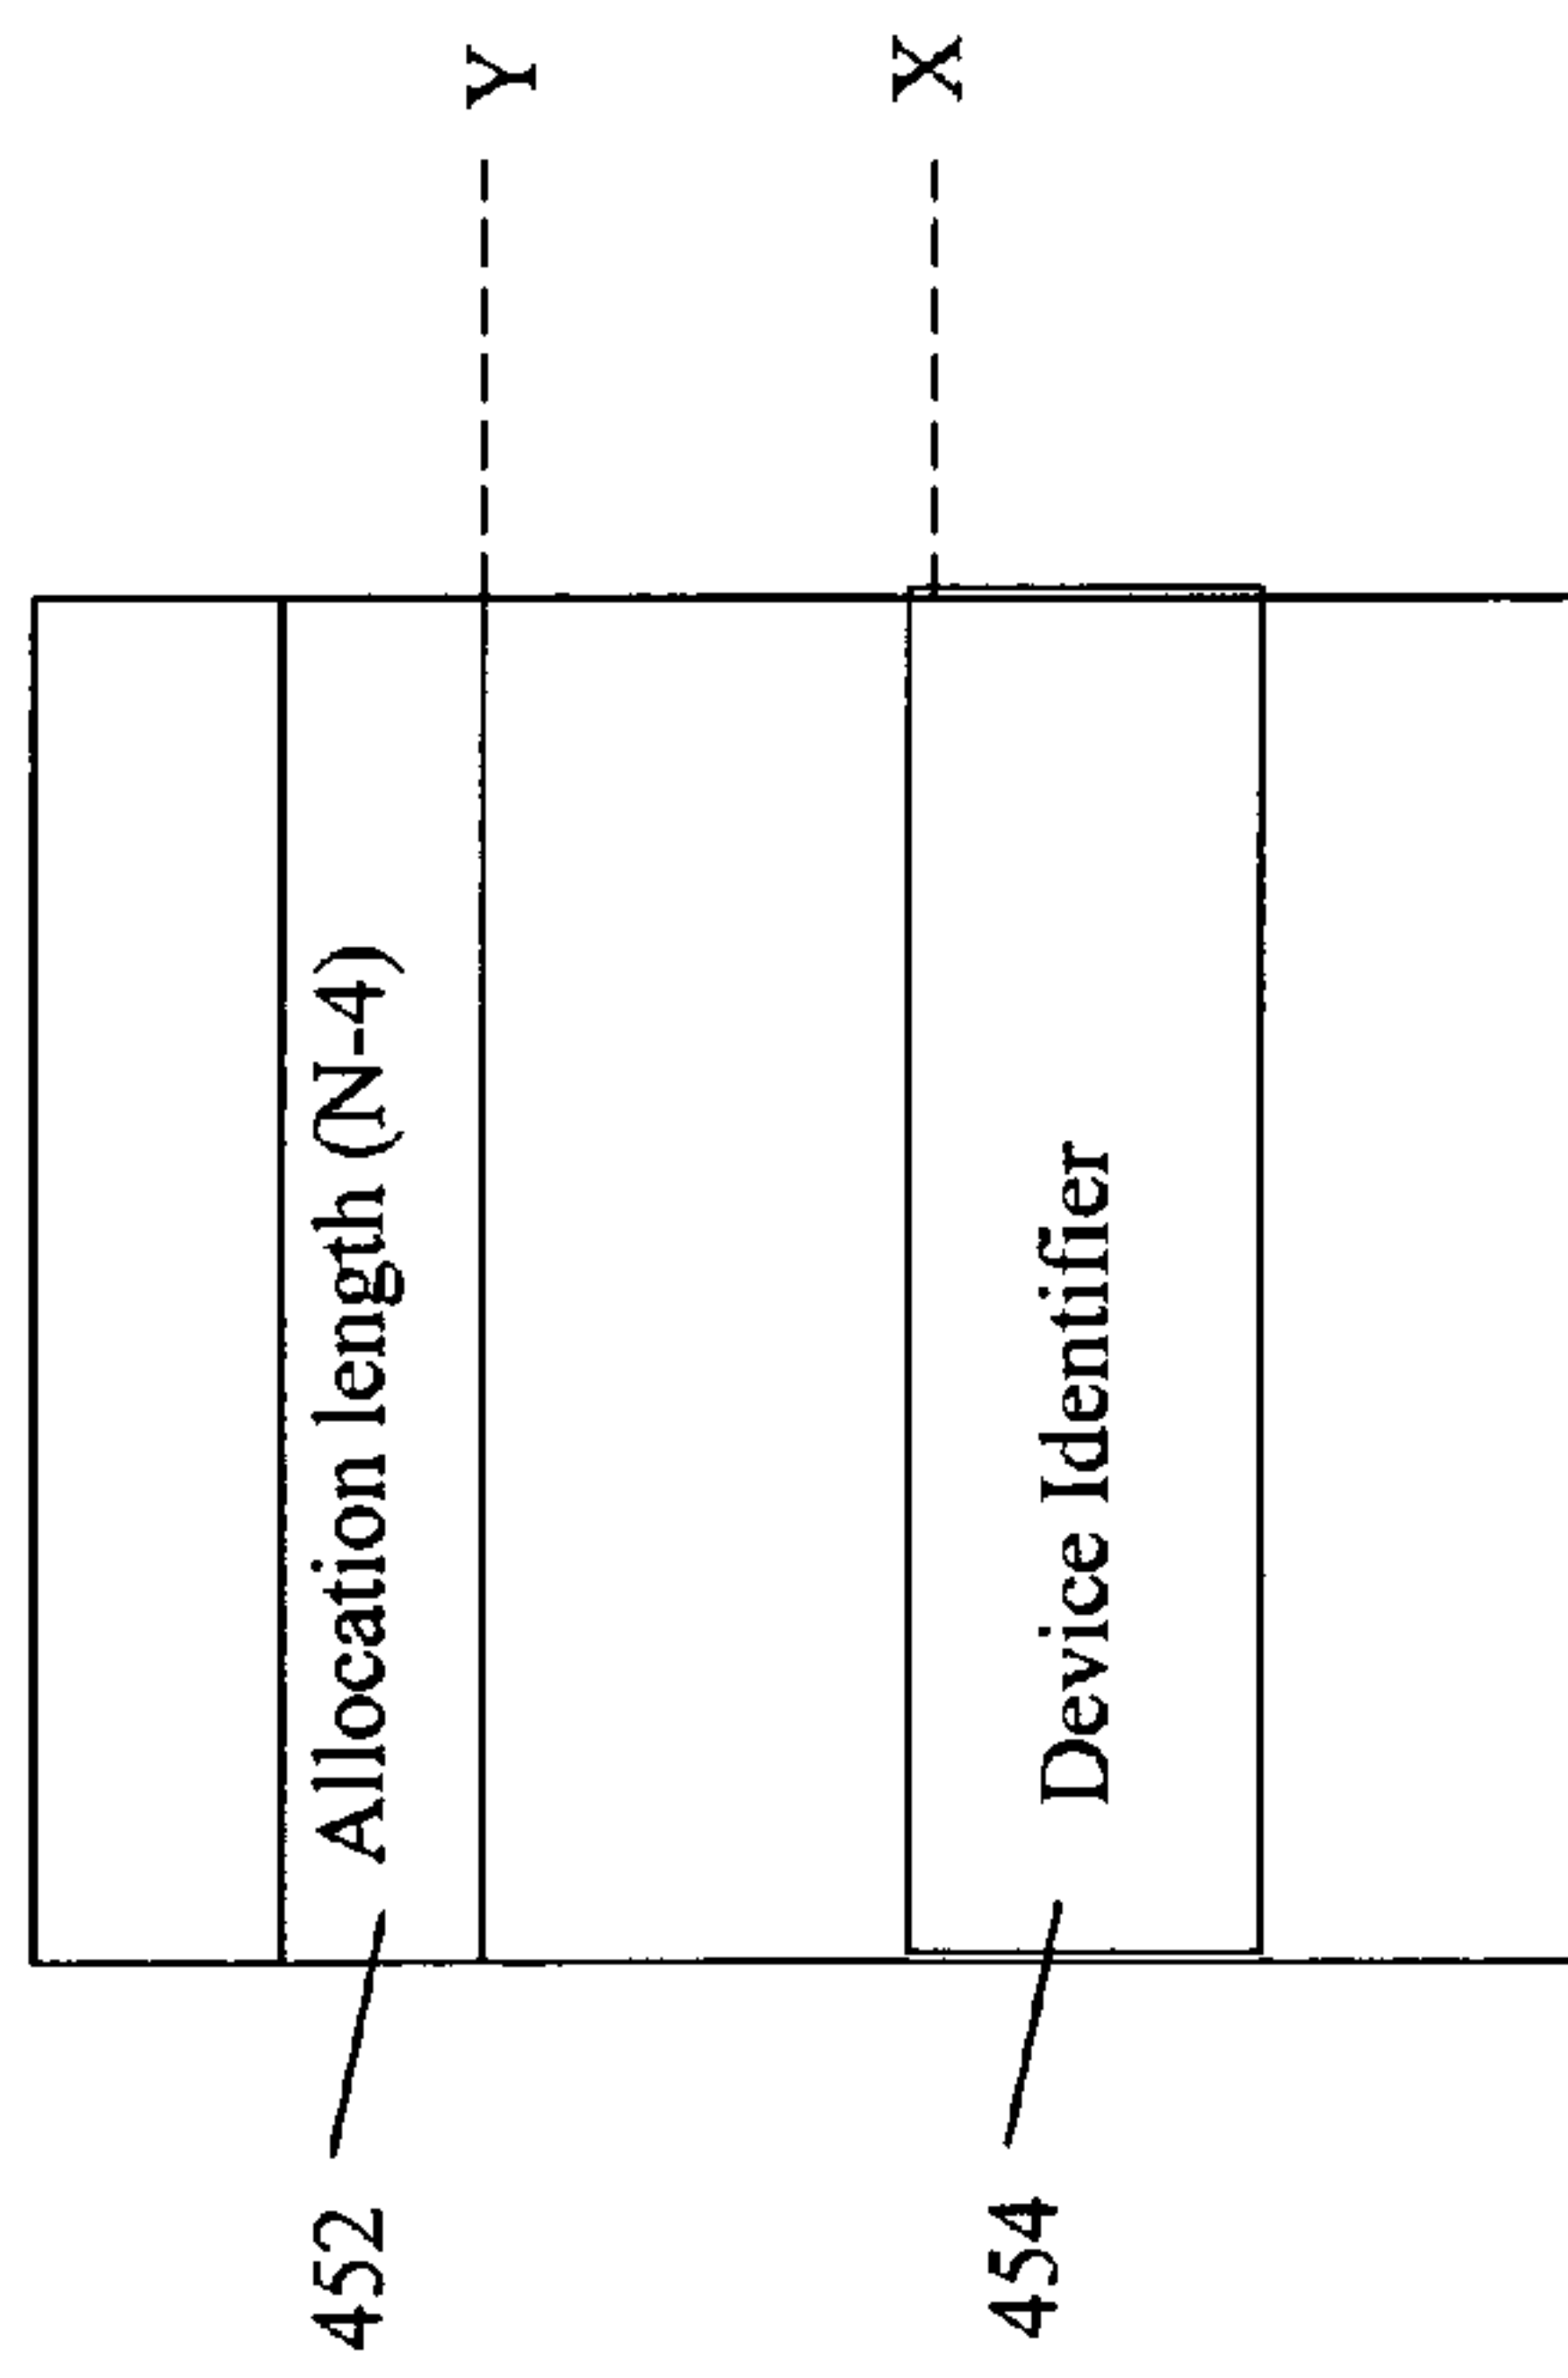 452 Allocation length (N-4) Y
454 Device Identifier X